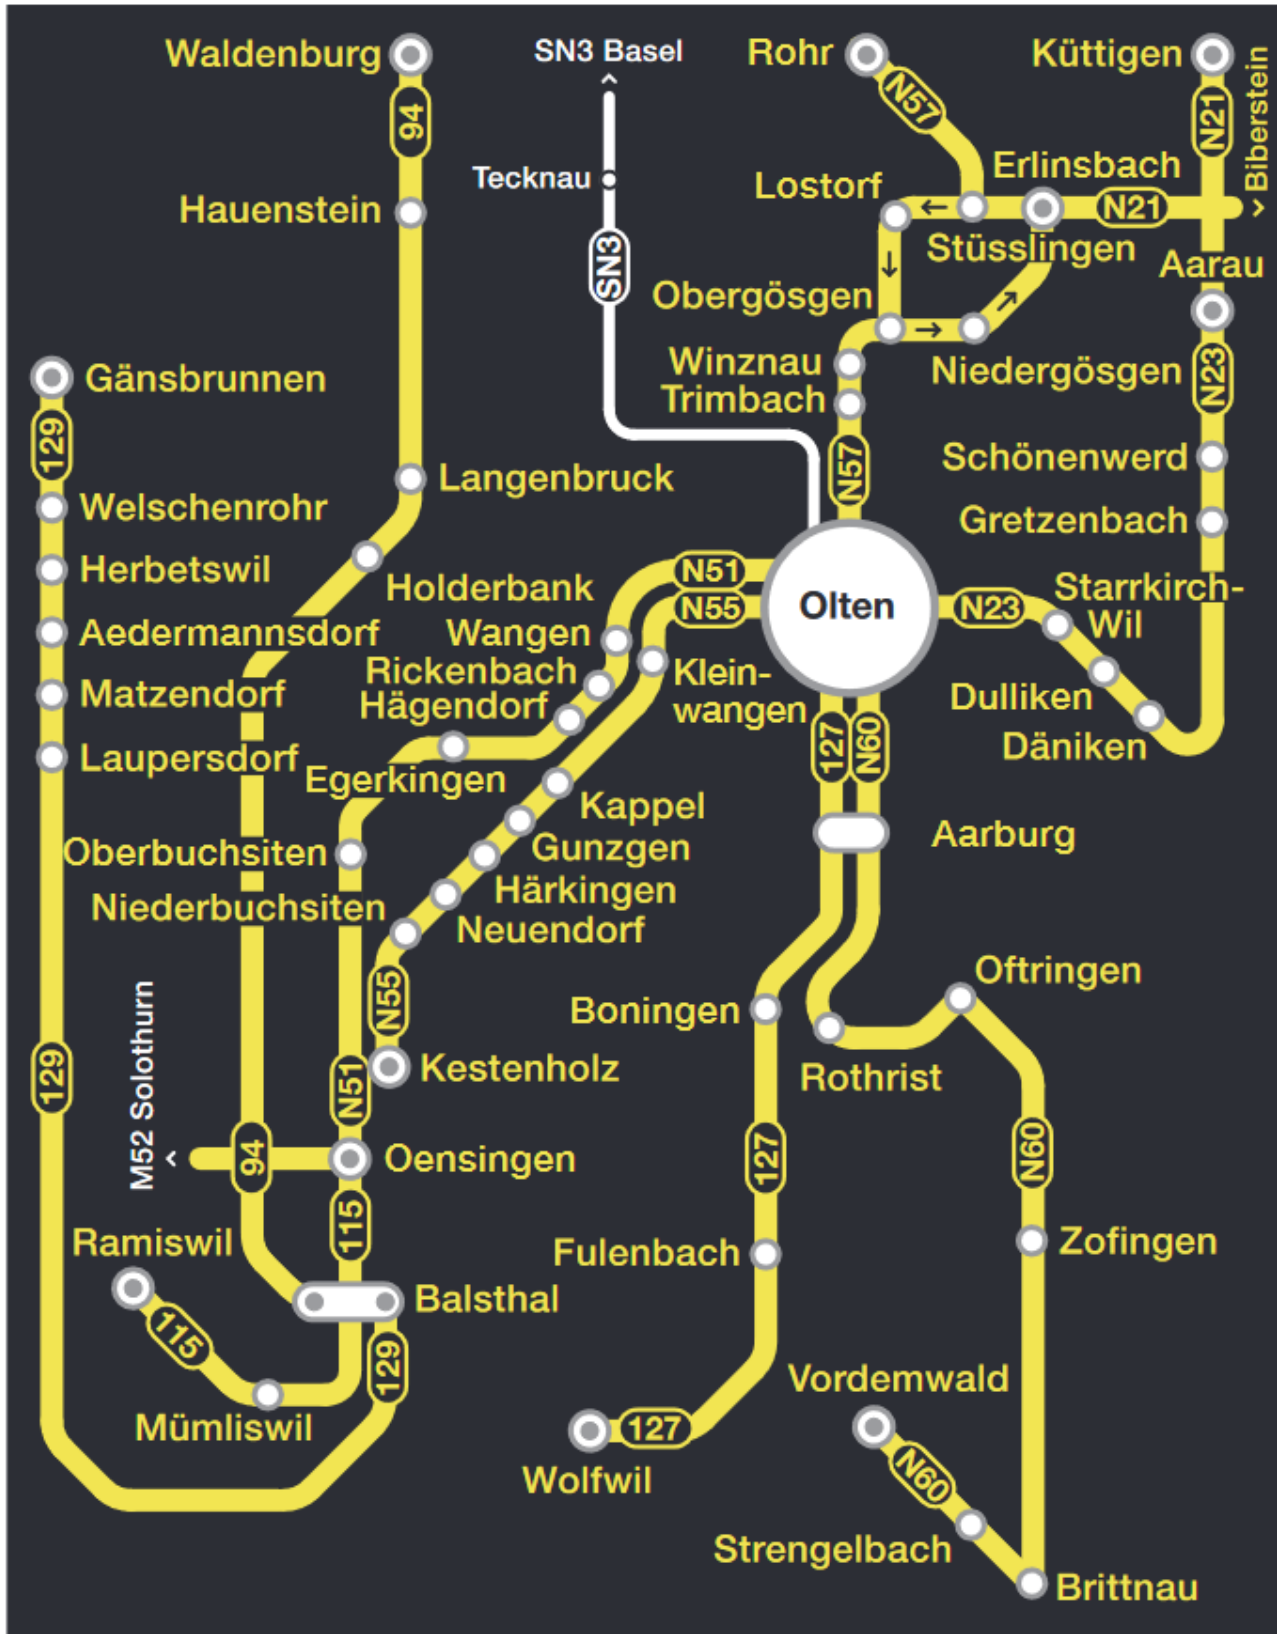 Waldenburg
SN3 Basel
Rohr
Küttigen
94
N57
N21
Biberstein
Tecknau
Erlinsbach
Hauenstein
Lostorf
N21
Stüsslingen
SN3
Aarau
Obergösgen
Gänsbrunnen
Winznau
Niedergösgen
N23
Trimbach
129
N57
Schönenwerd
Langenbruck
Welschenrohr
Gretzenbach
Herbetswil
Holderbank
N51
Starrkirch-
Wil
N55
Olten
N23
Aedermannsdorf
Wangen
Rickenbach
Klein-
wangen
Matzendorf
Hägendorf
Dulliken
Däniken
Laupersdorf
127
N60
Egerkingen
Kappel
Aarburg
Oberbuchsiten
Gunzgen
Härkingen
Niederbuchsiten
Neuendorf
Oftringen
N55
Boningen
M52 Solothurn
129
N51
Kestenholz
Rothrist
94
Oensingen
127
N60
115
Ramiswil
Fulenbach
Zofingen
Balsthal
115
129
Vordemwald
Mümliswil
127
Wolfwil
N60
Strengelbach
Brittnau